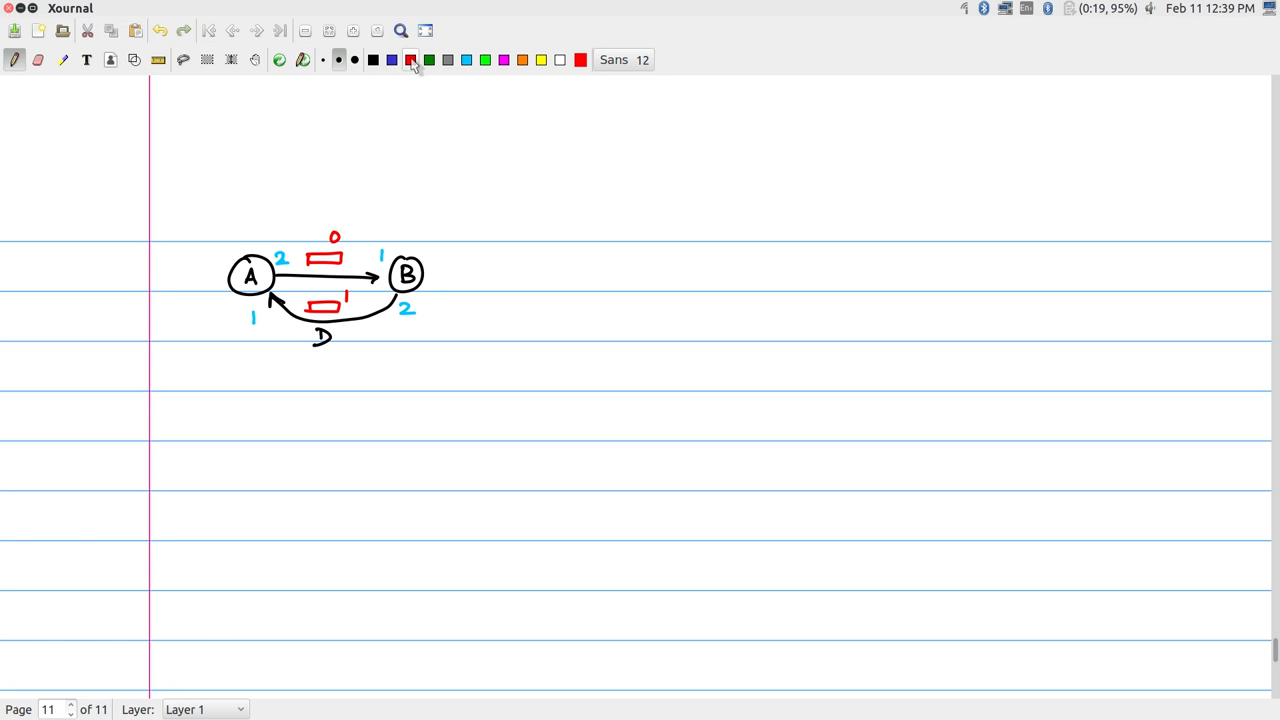 Xournal
En
(0:19, 95%)
Feb 11 12:39 PM
T
Sans 12
0
2
1
A
B
1
1
2
D
Page 11 of 11
Layer: Layer 1